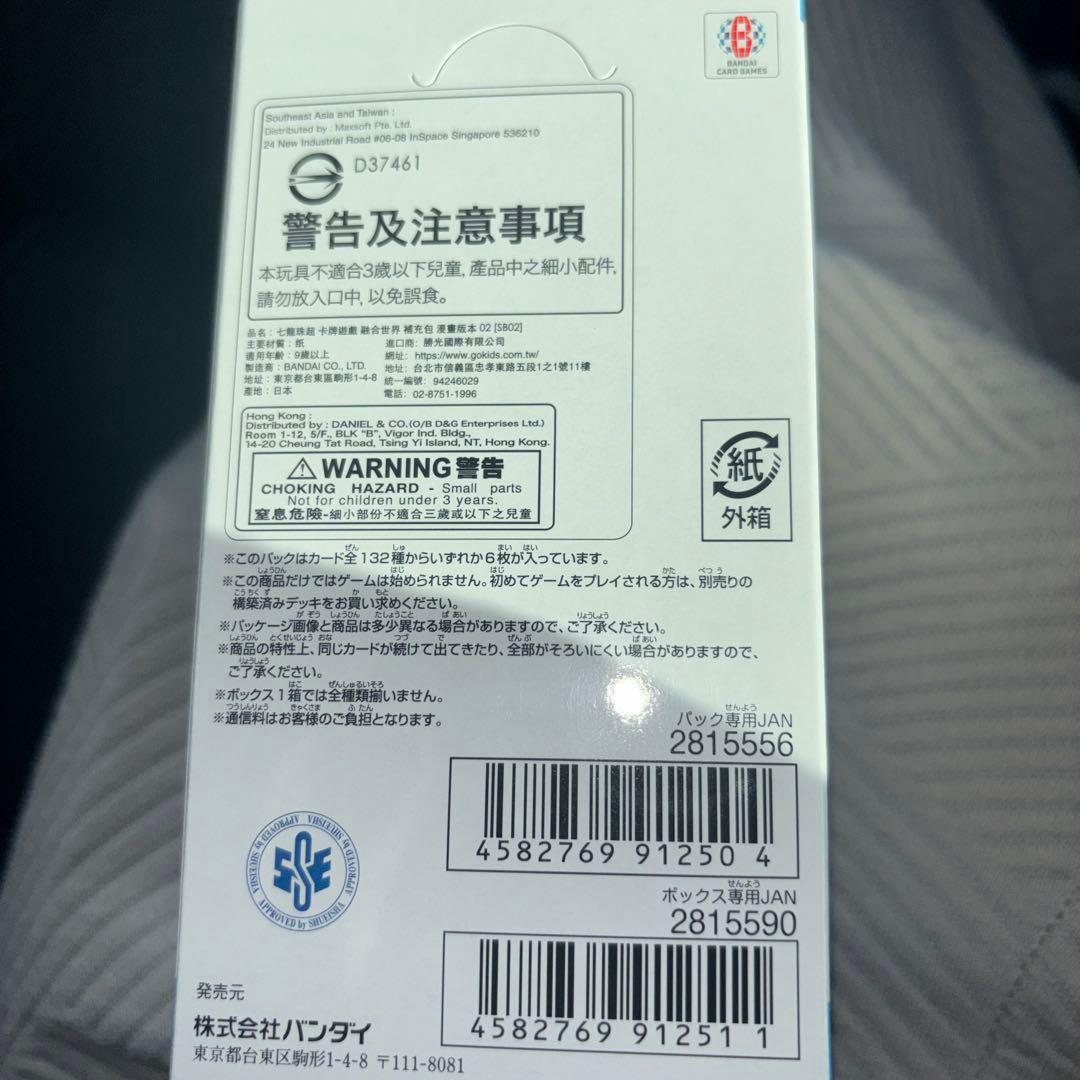 BANDAI
CARD GAMES
Southeast Asia and Taiwan :
Distributed by : Maxsoft Pte. Ltd.
24 New Industrial Road #06-08 InSpace Singapore 536210
D37461
警告及注意事項
本玩具不適合3歲以下兒童, 產品中之細小配件,
請勿放入口中, 以免誤食。
品名：七龍珠超 卡牌遊戲 融合世界 補充包 漫畫版本 02 [SB02]
主要材質：紙
適用年齡：9歲以上
製造商：BANDAI CO., LTD.
地址：東京都台東區駒形1-4-8
產地：日本
進口商：勝光國際有限公司
網址：https://www.gokids.com.tw/
地址：台北市信義區忠孝東路五段1之1號11樓
統一編號：94246029
電話：02-8751-1996
Hong Kong :
Distributed by : DANIEL & CO.(O/B D&G Enterprises Ltd.)
Room 1-12, 5/F., BLK "B", Vigor Ind. Bldg.,
14-20 Cheung Tat Road, Tsing Yi Island, NT, Hong Kong.
WARNING 警告
CHOKING HAZARD - Small parts
Not for children under 3 years.
窒息危險-細小部份不適合三歲或以下之兒童
紙
外箱
※このパックはカード全132種からいずれか6枚が入っています。
※この商品だけではゲームは始められません。初めてゲームをプレイされる方は、別売りの
構築済みデッキをお買い求めください。
※パッケージ画像と商品は多少異なる場合がありますので、ご了承ください。
※商品の特性上、同じカードが続けて出てきたり、全部がそろいにくい場合がありますので、
ご了承ください。
※ボックス1箱では全種類揃いません。
※通信料はお客様のご負担となります。
パック専用JAN
2815556
4582769 91250 4
ボックス専用JAN
2815590
4582769 91251 1
APPROVED by SHUEISHA APPROVED by SHUEISHA APPROVED by SHUEISHA
発売元
株式会社バンダイ
東京都台東区駒形1-4-8 〒111-8081